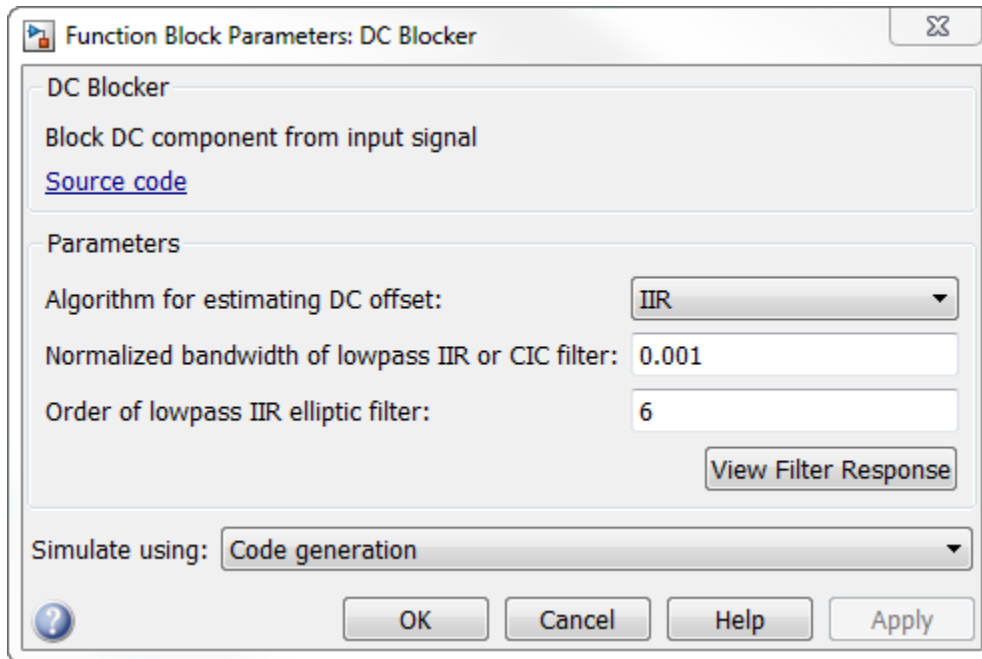 Function Block Parameters: DC Blocker
DC Blocker
Block DC component from input signal
Source code
Parameters
Algorithm for estimating DC offset: IIR
Normalized bandwidth of lowpass IIR or CIC filter: 0.001
Order of lowpass IIR elliptic filter: 6
View Filter Response
Simulate using: Code generation
? OK Cancel Help Apply